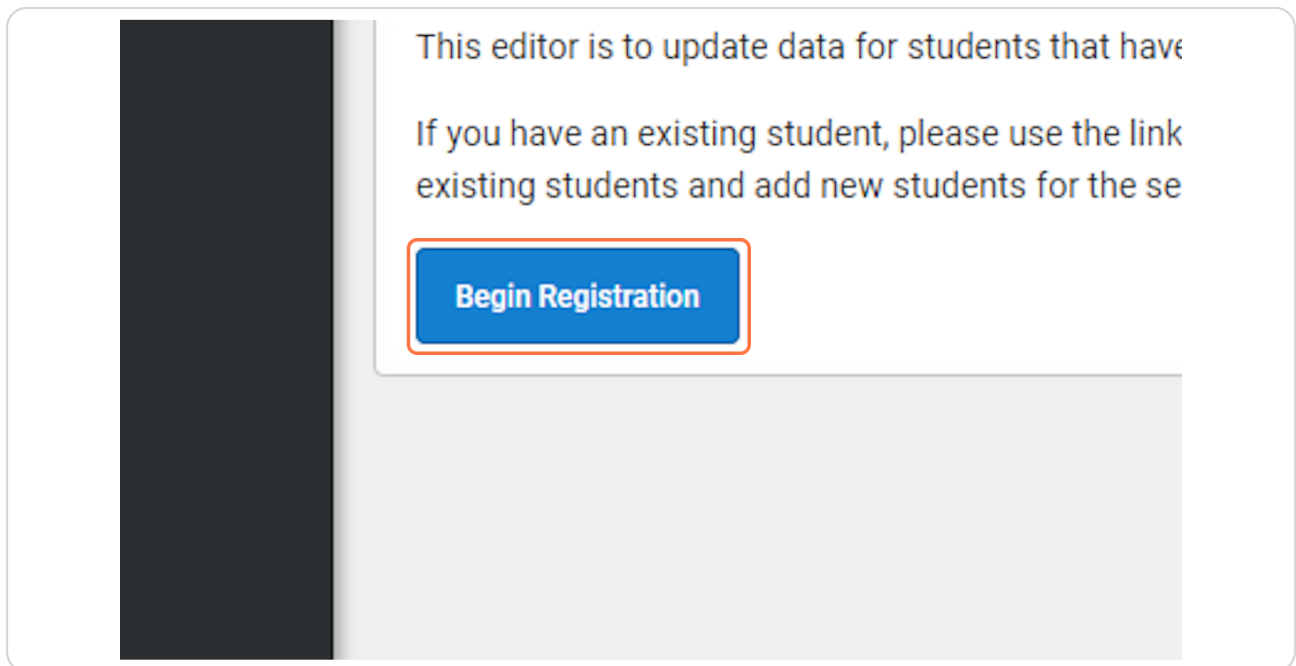 This editor is to update data for students that have
If you have an existing student, please use the link
existing students and add new students for the se
Begin Registration